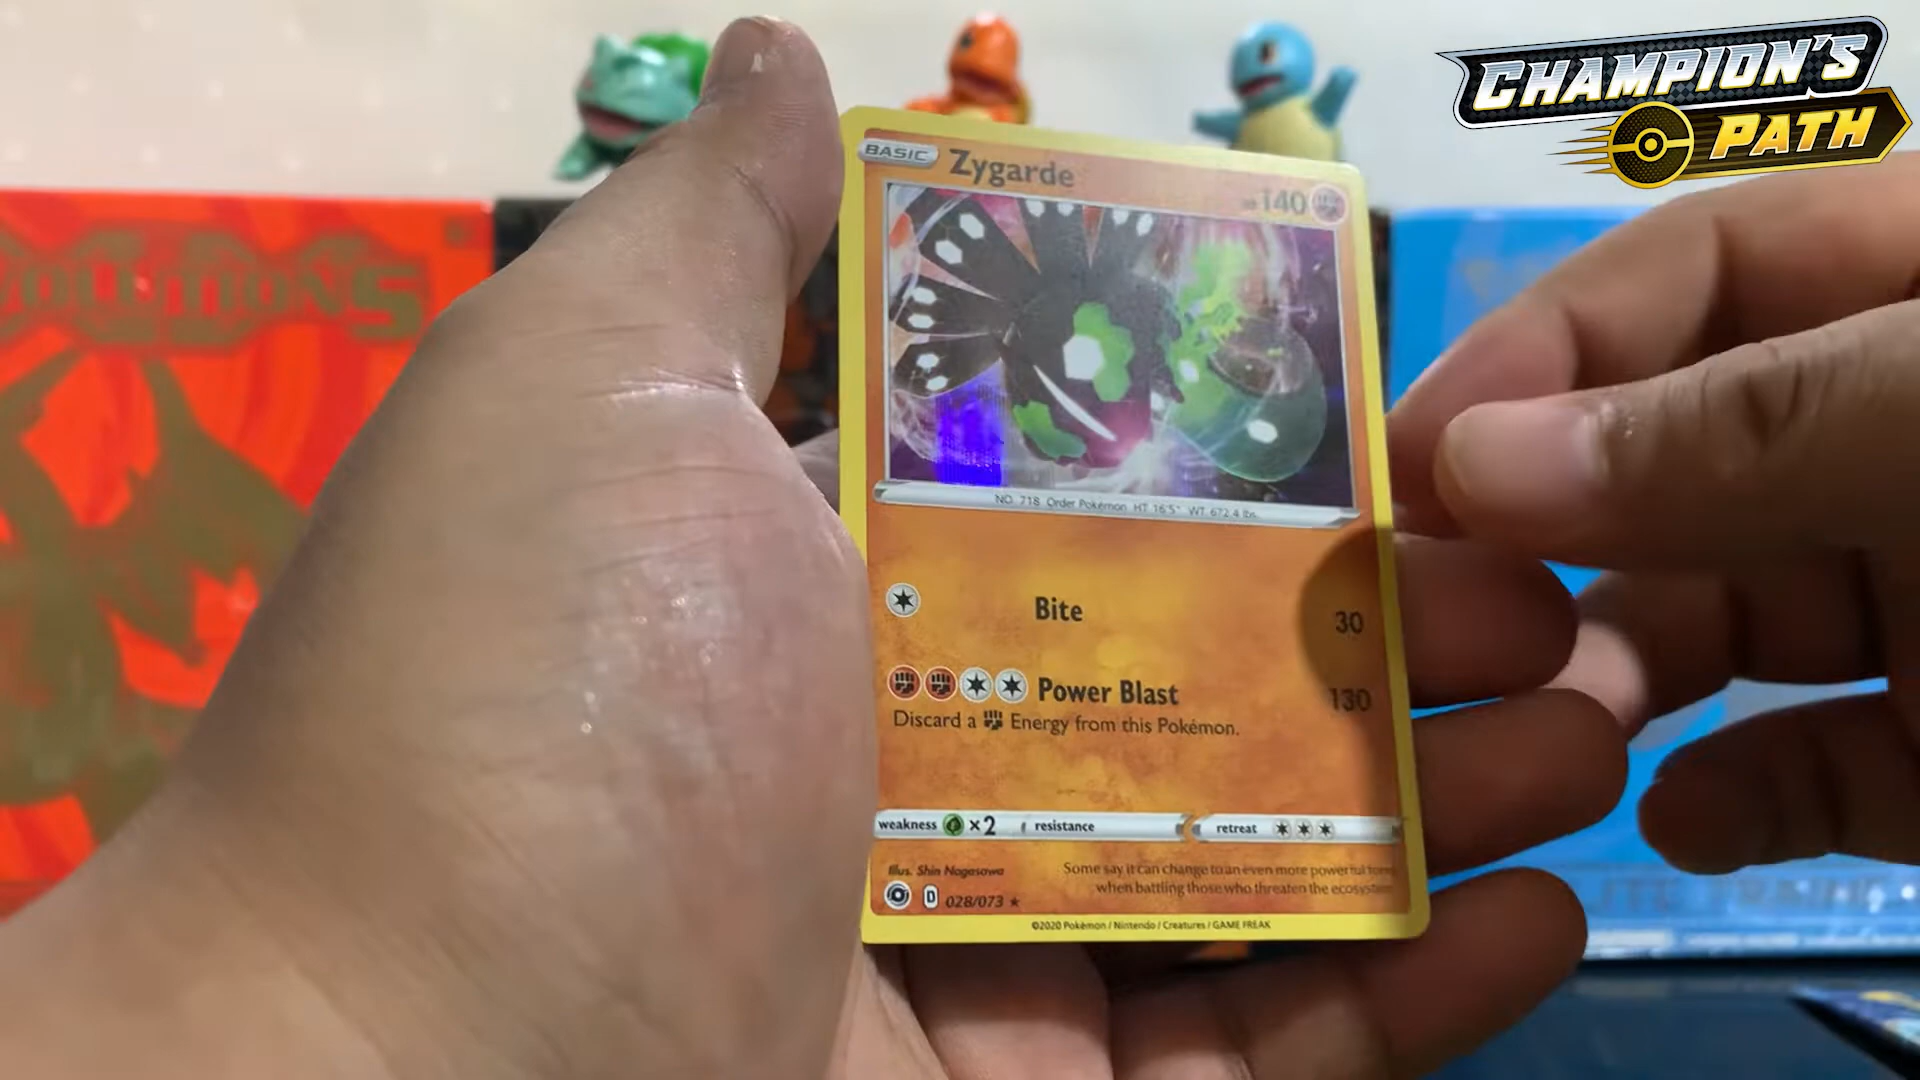 CHAMPION'S
PATH
BASIC Zygarde
140
VOLUTIONS
NO. 718 Order Pokémon HT 16'5" WT 672.4 lbs.
Bite 30
Power Blast 130
Discard a Energy from this Pokémon.
weakness ×2 resistance retreat
Illus. Shin Nagasawa
Some say it can change to an even more powerful form
when battling those who threaten the ecosystem
D 028/073 ★
©2020 Pokémon / Nintendo / Creatures / GAME FREAK